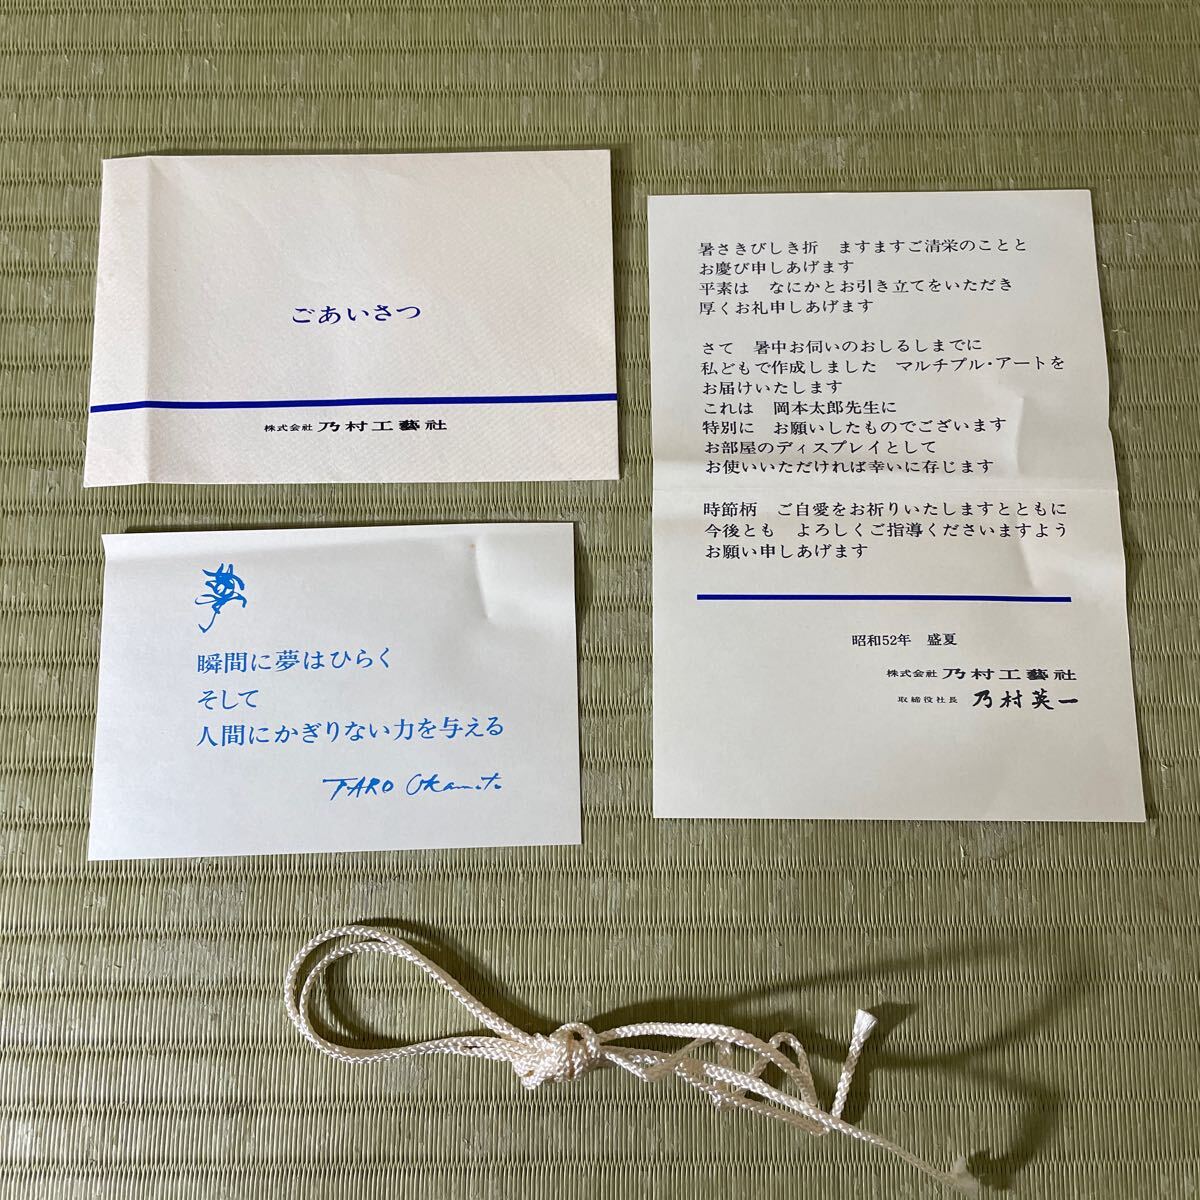 ごあいさつ
株式会社 乃村工藝社
暑さきびしき折　ますますご清栄のことと
お慶び申しあげます
平素は　なにかとお引き立てをいただき
厚くお礼申しあげます
さて　暑中お伺いのおしるしまでに
私どもで作成しました　マルチプル・アートを
お届けいたします
これは　岡本太郎先生に
特別に　お願いしたものでございます
お部屋のディスプレイとして
お使いいただければ幸いに存じます
時節柄　ご自愛をお祈りいたしますとともに
今後とも　よろしくご指導くださいますよう
お願い申しあげます
昭和52年　盛夏
株式会社 乃村工藝社
取締役社長 乃村英一
夢
瞬間に夢はひらく
そして
人間にかぎりない力を与える
TARO Okamoto